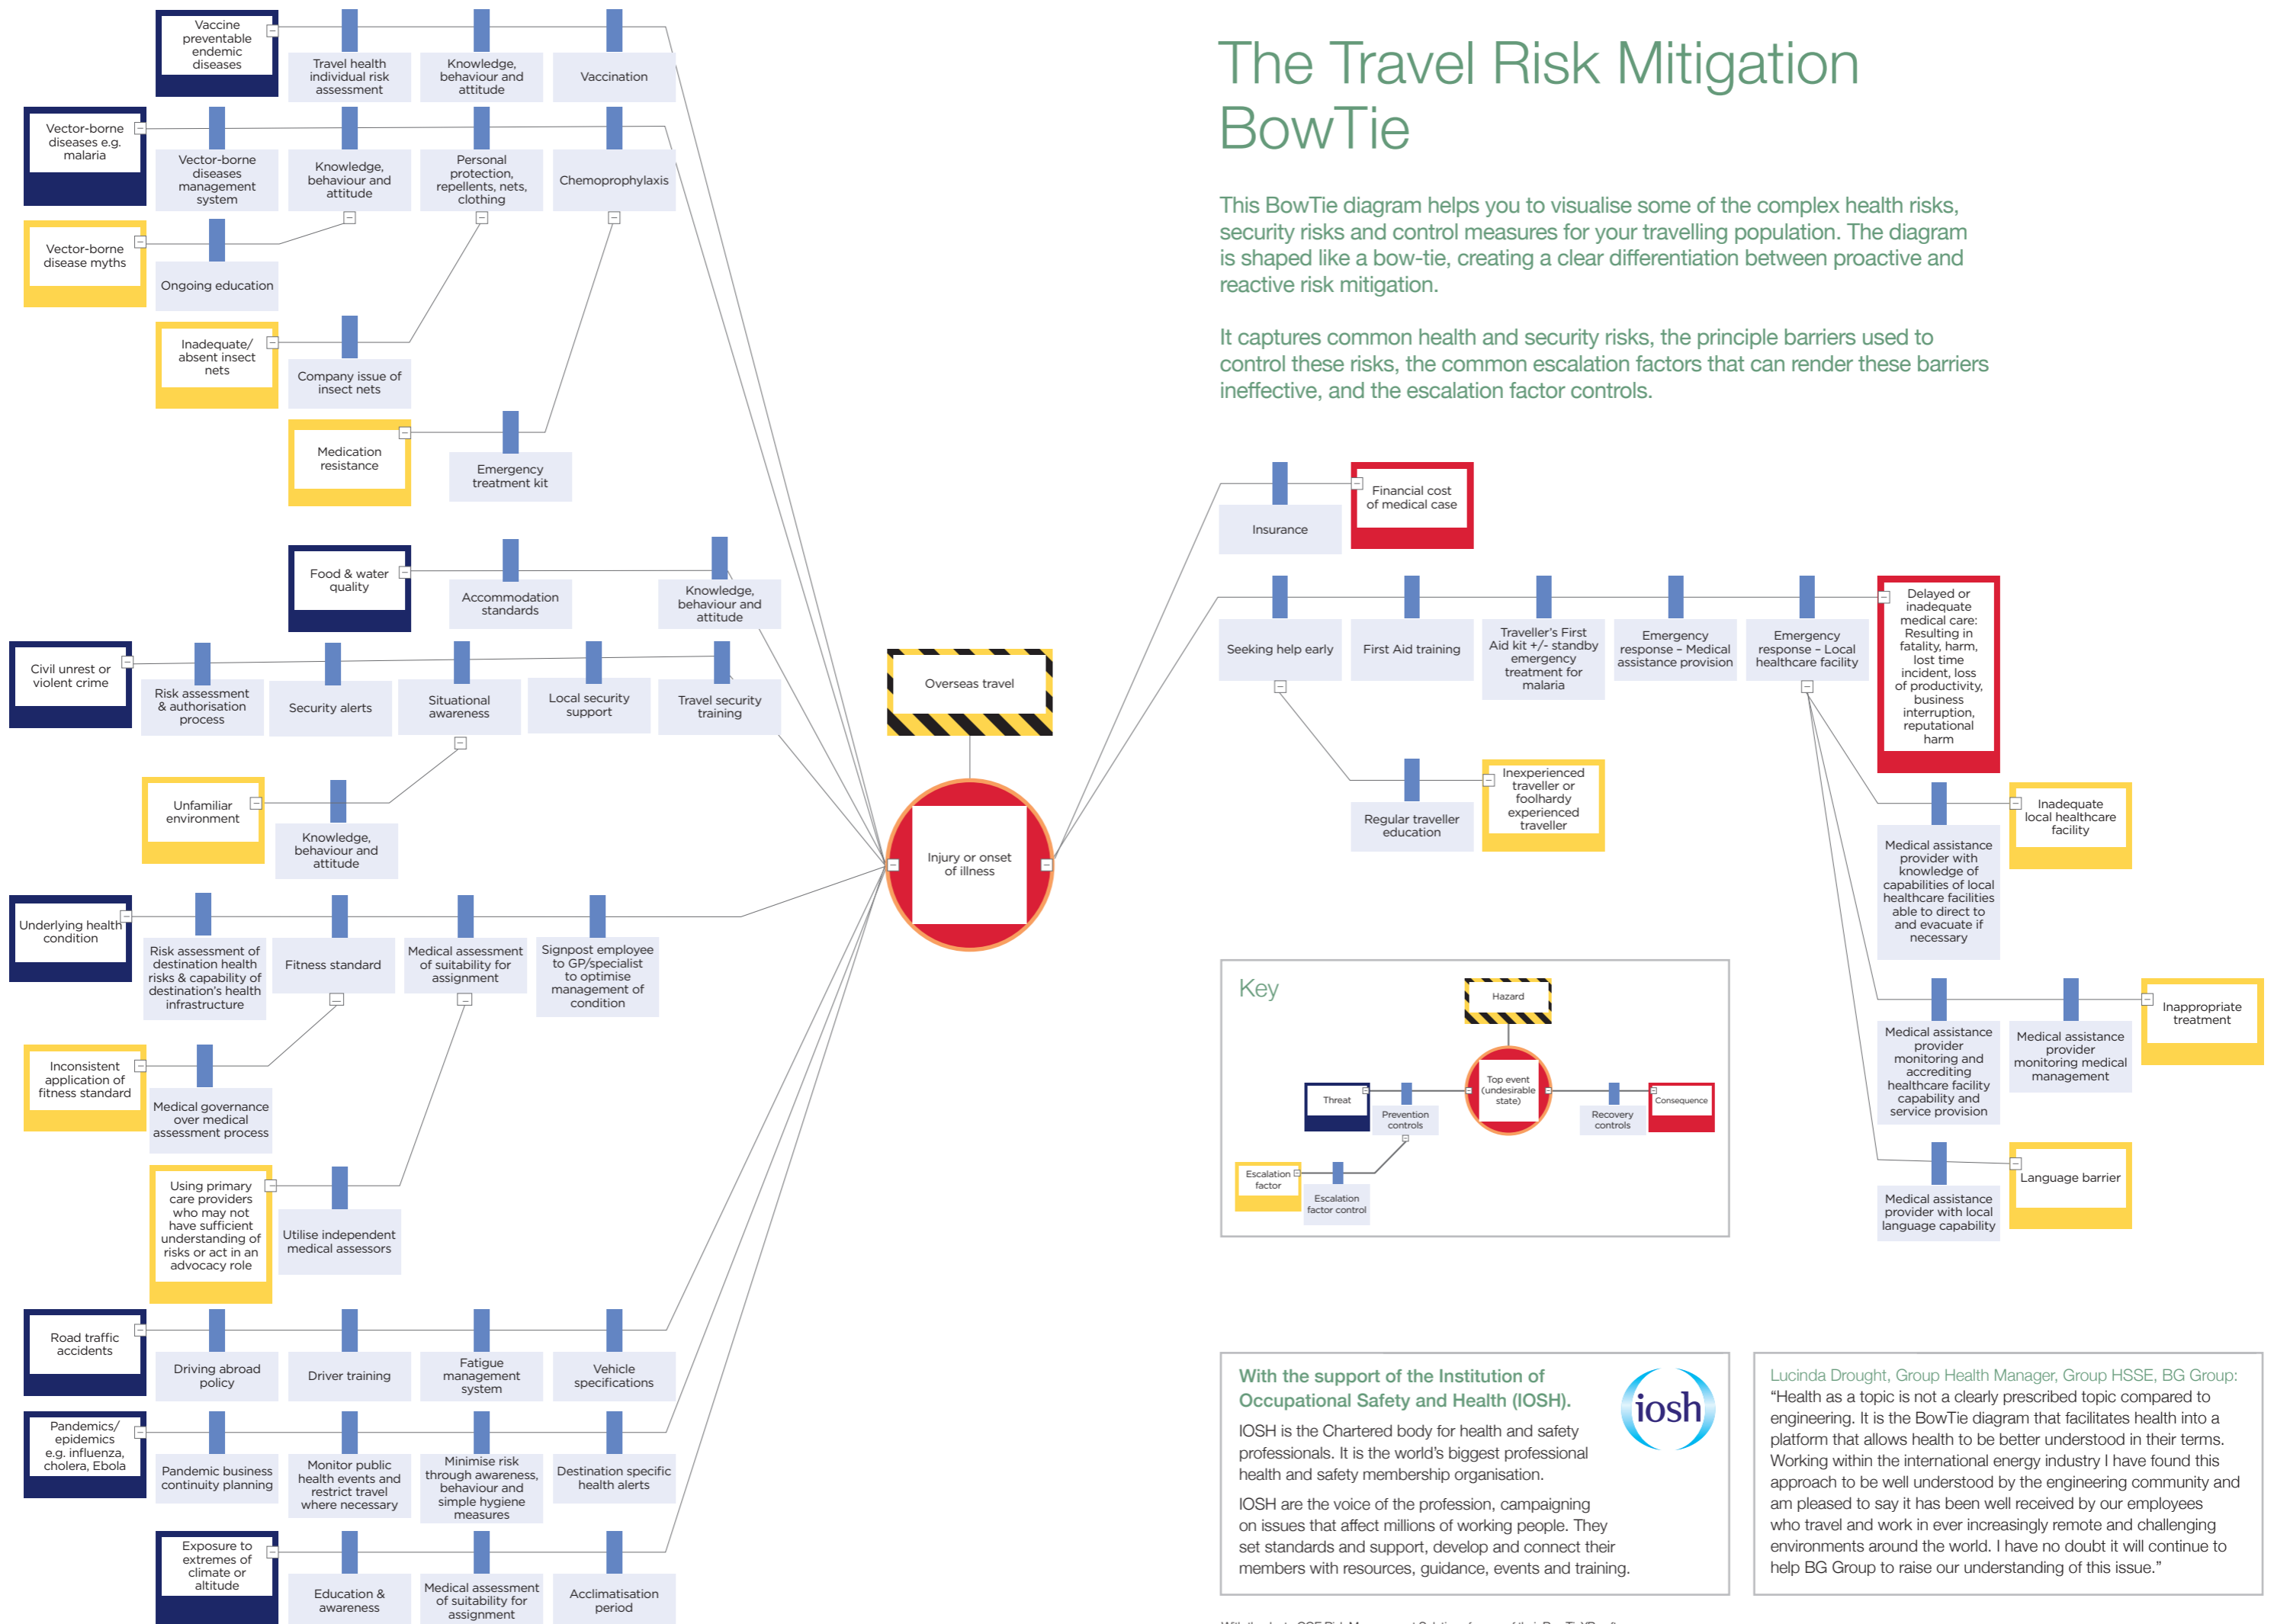 The Travel Risk Mitigation
BowTie
This BowTie diagram helps you to visualise some of the complex health risks,
security risks and control measures for your travelling population. The diagram
is shaped like a bow-tie, creating a clear differentiation between proactive and
reactive risk mitigation.
It captures common health and security risks, the principle barriers used to
control these risks, the common escalation factors that can render these barriers
ineffective, and the escalation factor controls.
Vaccine
preventable
endemic
diseases
Travel health
individual risk
assessment
Knowledge,
behaviour and
attitude
Vaccination
Vector-borne
diseases e.g.
malaria
Vector-borne
diseases
management
system
Knowledge,
behaviour and
attitude
Personal
protection,
repellents, nets,
clothing
Chemoprophylaxis
Vector-borne
disease myths
Ongoing education
Inadequate/
absent insect
nets
Company issue of
insect nets
Medication
resistance
Emergency
treatment kit
Food & water
quality
Accommodation
standards
Knowledge,
behaviour and
attitude
Civil unrest or
violent crime
Risk assessment
& authorisation
process
Security alerts
Situational
awareness
Local security
support
Travel security
training
Unfamiliar
environment
Knowledge,
behaviour and
attitude
Underlying health
condition
Risk assessment of
destination health
risks & capability of
destination's health
infrastructure
Fitness standard
Medical assessment
of suitability for
assignment
Signpost employee
to GP/specialist
to optimise
management of
condition
Inconsistent
application of
fitness standard
Medical governance
over medical
assessment process
Using primary
care providers
who may not
have sufficient
understanding of
risks or act in an
advocacy role
Utilise independent
medical assessors
Road traffic
accidents
Driving abroad
policy
Driver training
Fatigue
management
system
Vehicle
specifications
Pandemics/
epidemics
e.g. influenza,
cholera, Ebola
Pandemic business
continuity planning
Monitor public
health events and
restrict travel
where necessary
Minimise risk
through awareness,
behaviour and
simple hygiene
measures
Destination specific
health alerts
Exposure to
extremes of
climate or
altitude
Education &
awareness
Medical assessment
of suitability for
assignment
Acclimatisation
period
Overseas travel
Injury or onset
of illness
Insurance
Financial cost
of medical case
Seeking help early
First Aid training
Traveller's First
Aid kit +/- standby
emergency
treatment for
malaria
Emergency
response – Medical
assistance provision
Emergency
response – Local
healthcare facility
Delayed or
inadequate
medical care:
Resulting in
fatality, harm,
lost time
incident, loss
of productivity,
business
interruption,
reputational
harm
Regular traveller
education
Inexperienced
traveller or
foolhardy
experienced
traveller
Medical assistance
provider with
knowledge of
capabilities of local
healthcare facilities
able to direct to
and evacuate if
necessary
Inadequate
local healthcare
facility
Medical assistance
provider
monitoring and
accrediting
healthcare facility
capability and
service provision
Medical assistance
provider
monitoring medical
management
Inappropriate
treatment
Medical assistance
provider with local
language capability
Language barrier
Key
Hazard
Threat
Prevention
controls
Top event
(undesirable
state)
Recovery
controls
Consequence
Escalation
factor
Escalation
factor control
With the support of the Institution of
Occupational Safety and Health (IOSH).
iosh
IOSH is the Chartered body for health and safety
professionals. It is the world's biggest professional
health and safety membership organisation.
IOSH are the voice of the profession, campaigning
on issues that affect millions of working people. They
set standards and support, develop and connect their
members with resources, guidance, events and training.
Lucinda Drought, Group Health Manager, Group HSSE, BG Group:
“Health as a topic is not a clearly prescribed topic compared to
engineering. It is the BowTie diagram that facilitates health into a
platform that allows health to be better understood in their terms.
Working within the international energy industry I have found this
approach to be well understood by the engineering community and
am pleased to say it has been well received by our employees
who travel and work in ever increasingly remote and challenging
environments around the world. I have no doubt it will continue to
help BG Group to raise our understanding of this issue.”